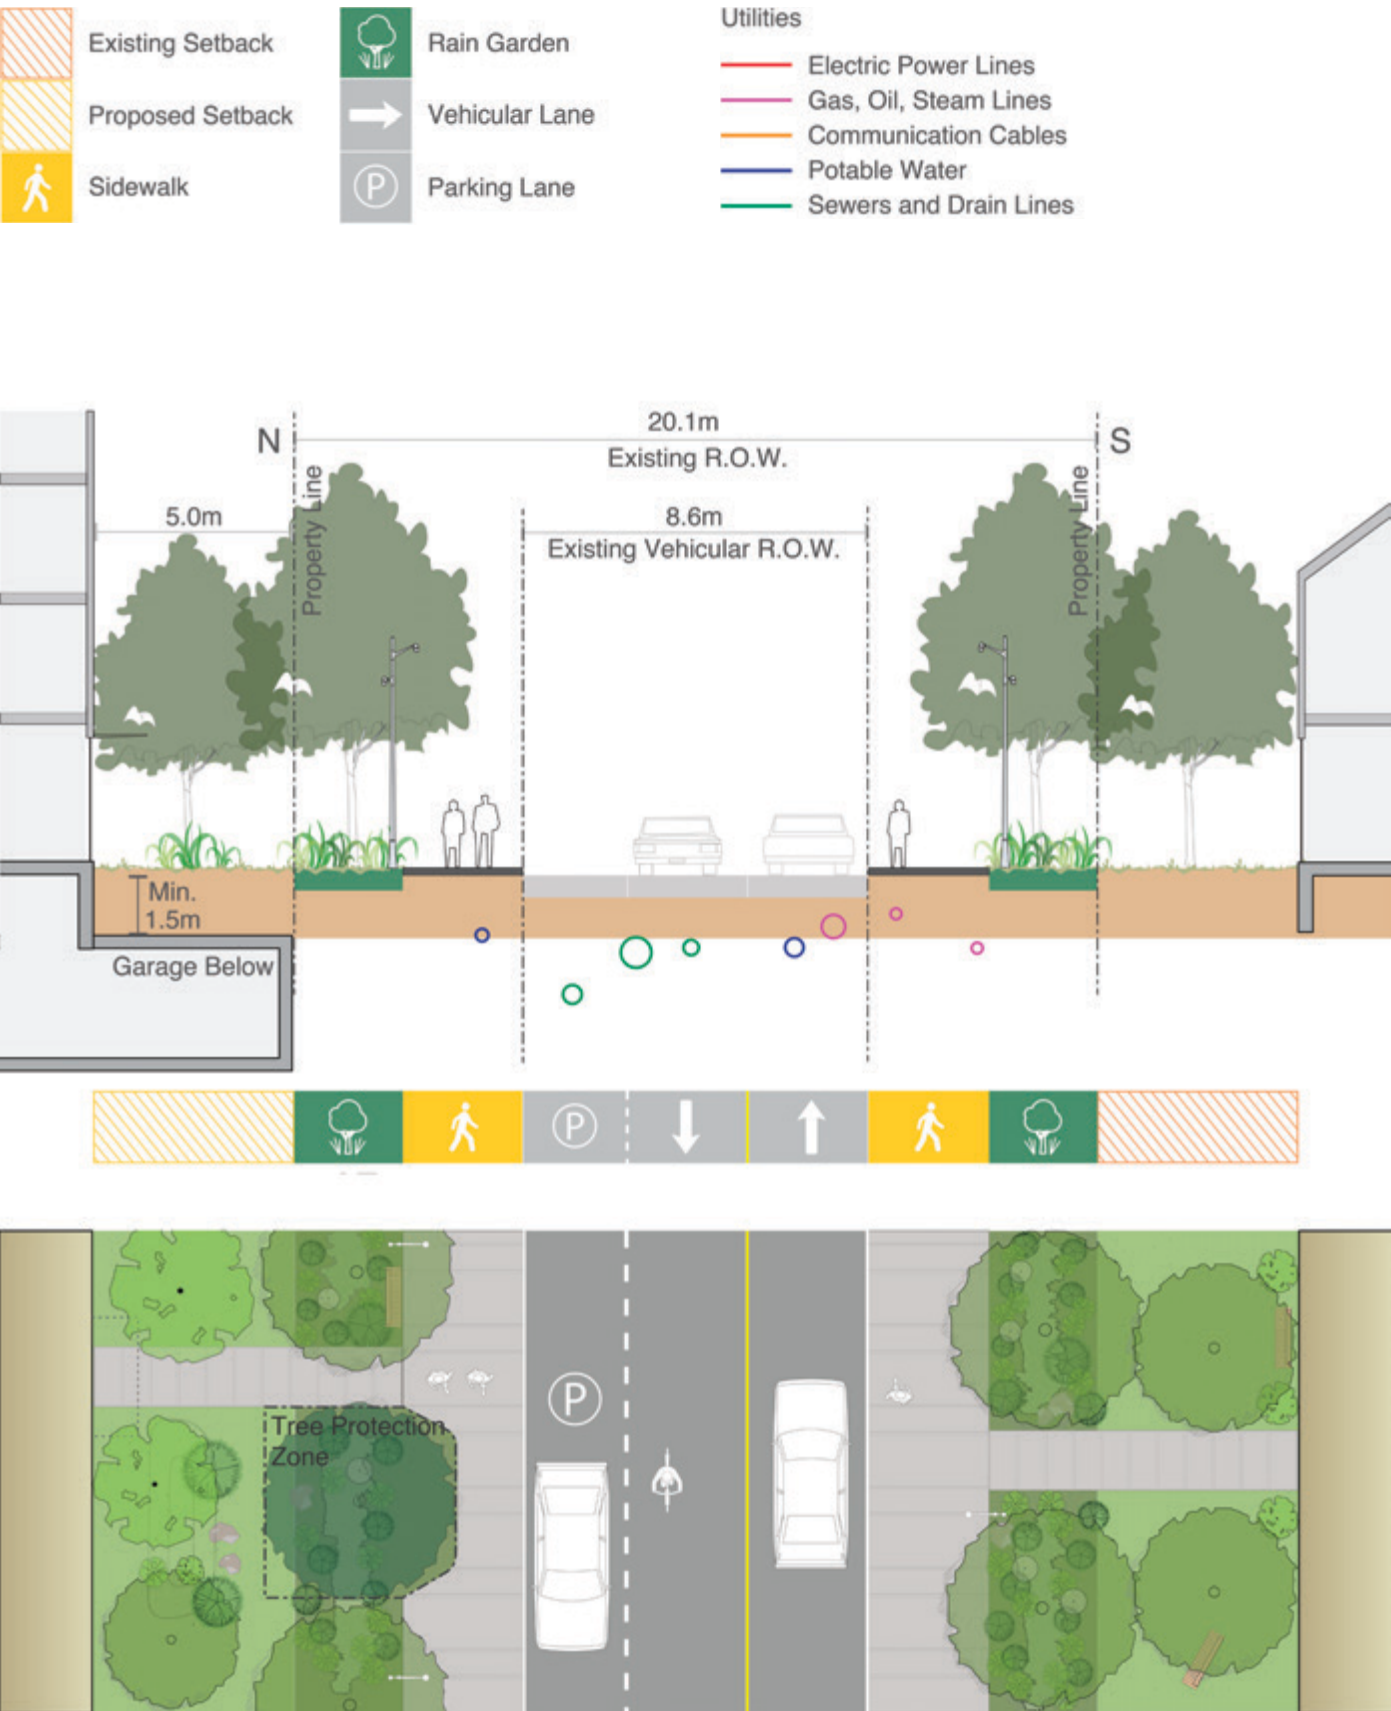 Existing Setback
Proposed Setback
Sidewalk
Rain Garden
Vehicular Lane
P
Parking Lane
Utilities
Electric Power Lines
Gas, Oil, Steam Lines
Communication Cables
Potable Water
Sewers and Drain Lines
N
20.1m
S
Existing R.O.W.
Property Line
5.0m
8.6m
Existing Vehicular R.O.W.
Property Line
Min.
1.5m
Garage Below
P
P
Tree Protection
Zone